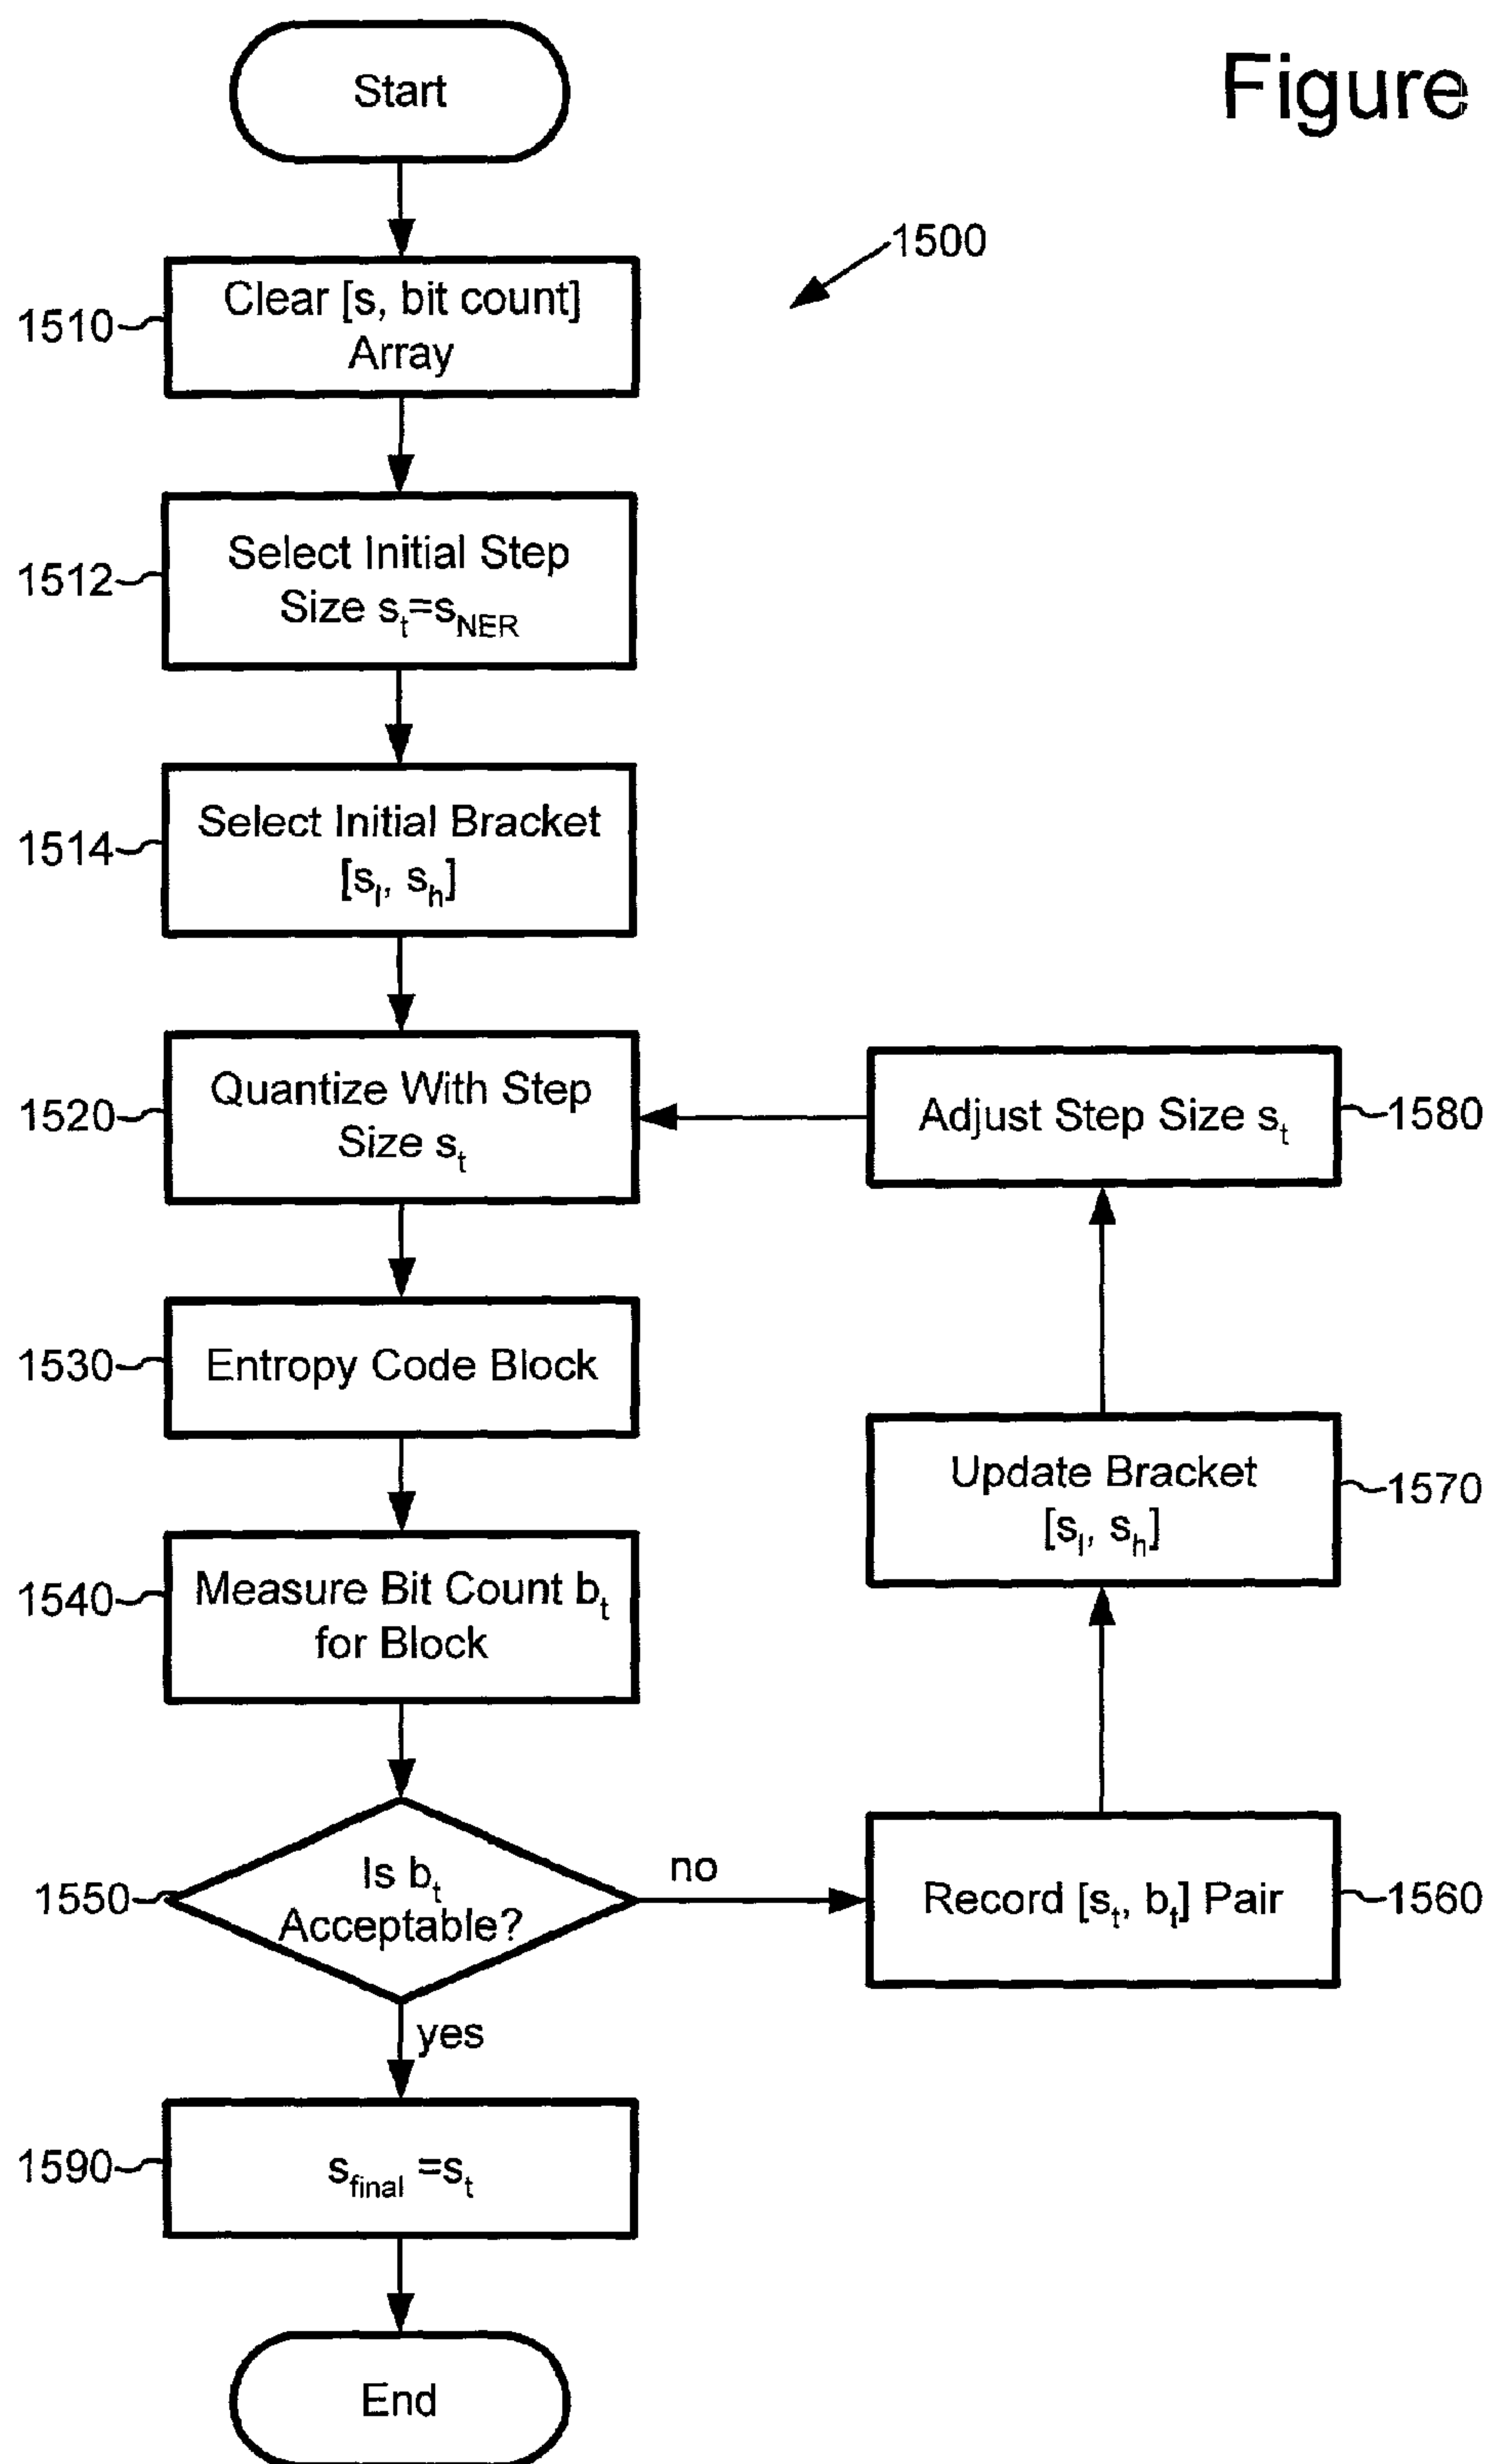 Start
Figure
1500
1510
Clear [s, bit count]
Array
1512
Select Initial Step
Size sₜ=s_NER
1514
Select Initial Bracket
[sₗ, sₕ]
1520
Quantize With Step
Size sₜ
Adjust Step Size sₜ
1580
1530
Entropy Code Block
Update Bracket
[sₗ, sₕ]
1570
1540
Measure Bit Count bₜ
for Block
1550
Is bₜ
Acceptable?
no
Record [sₜ, bₜ] Pair
1560
yes
1590
s_final =sₜ
End